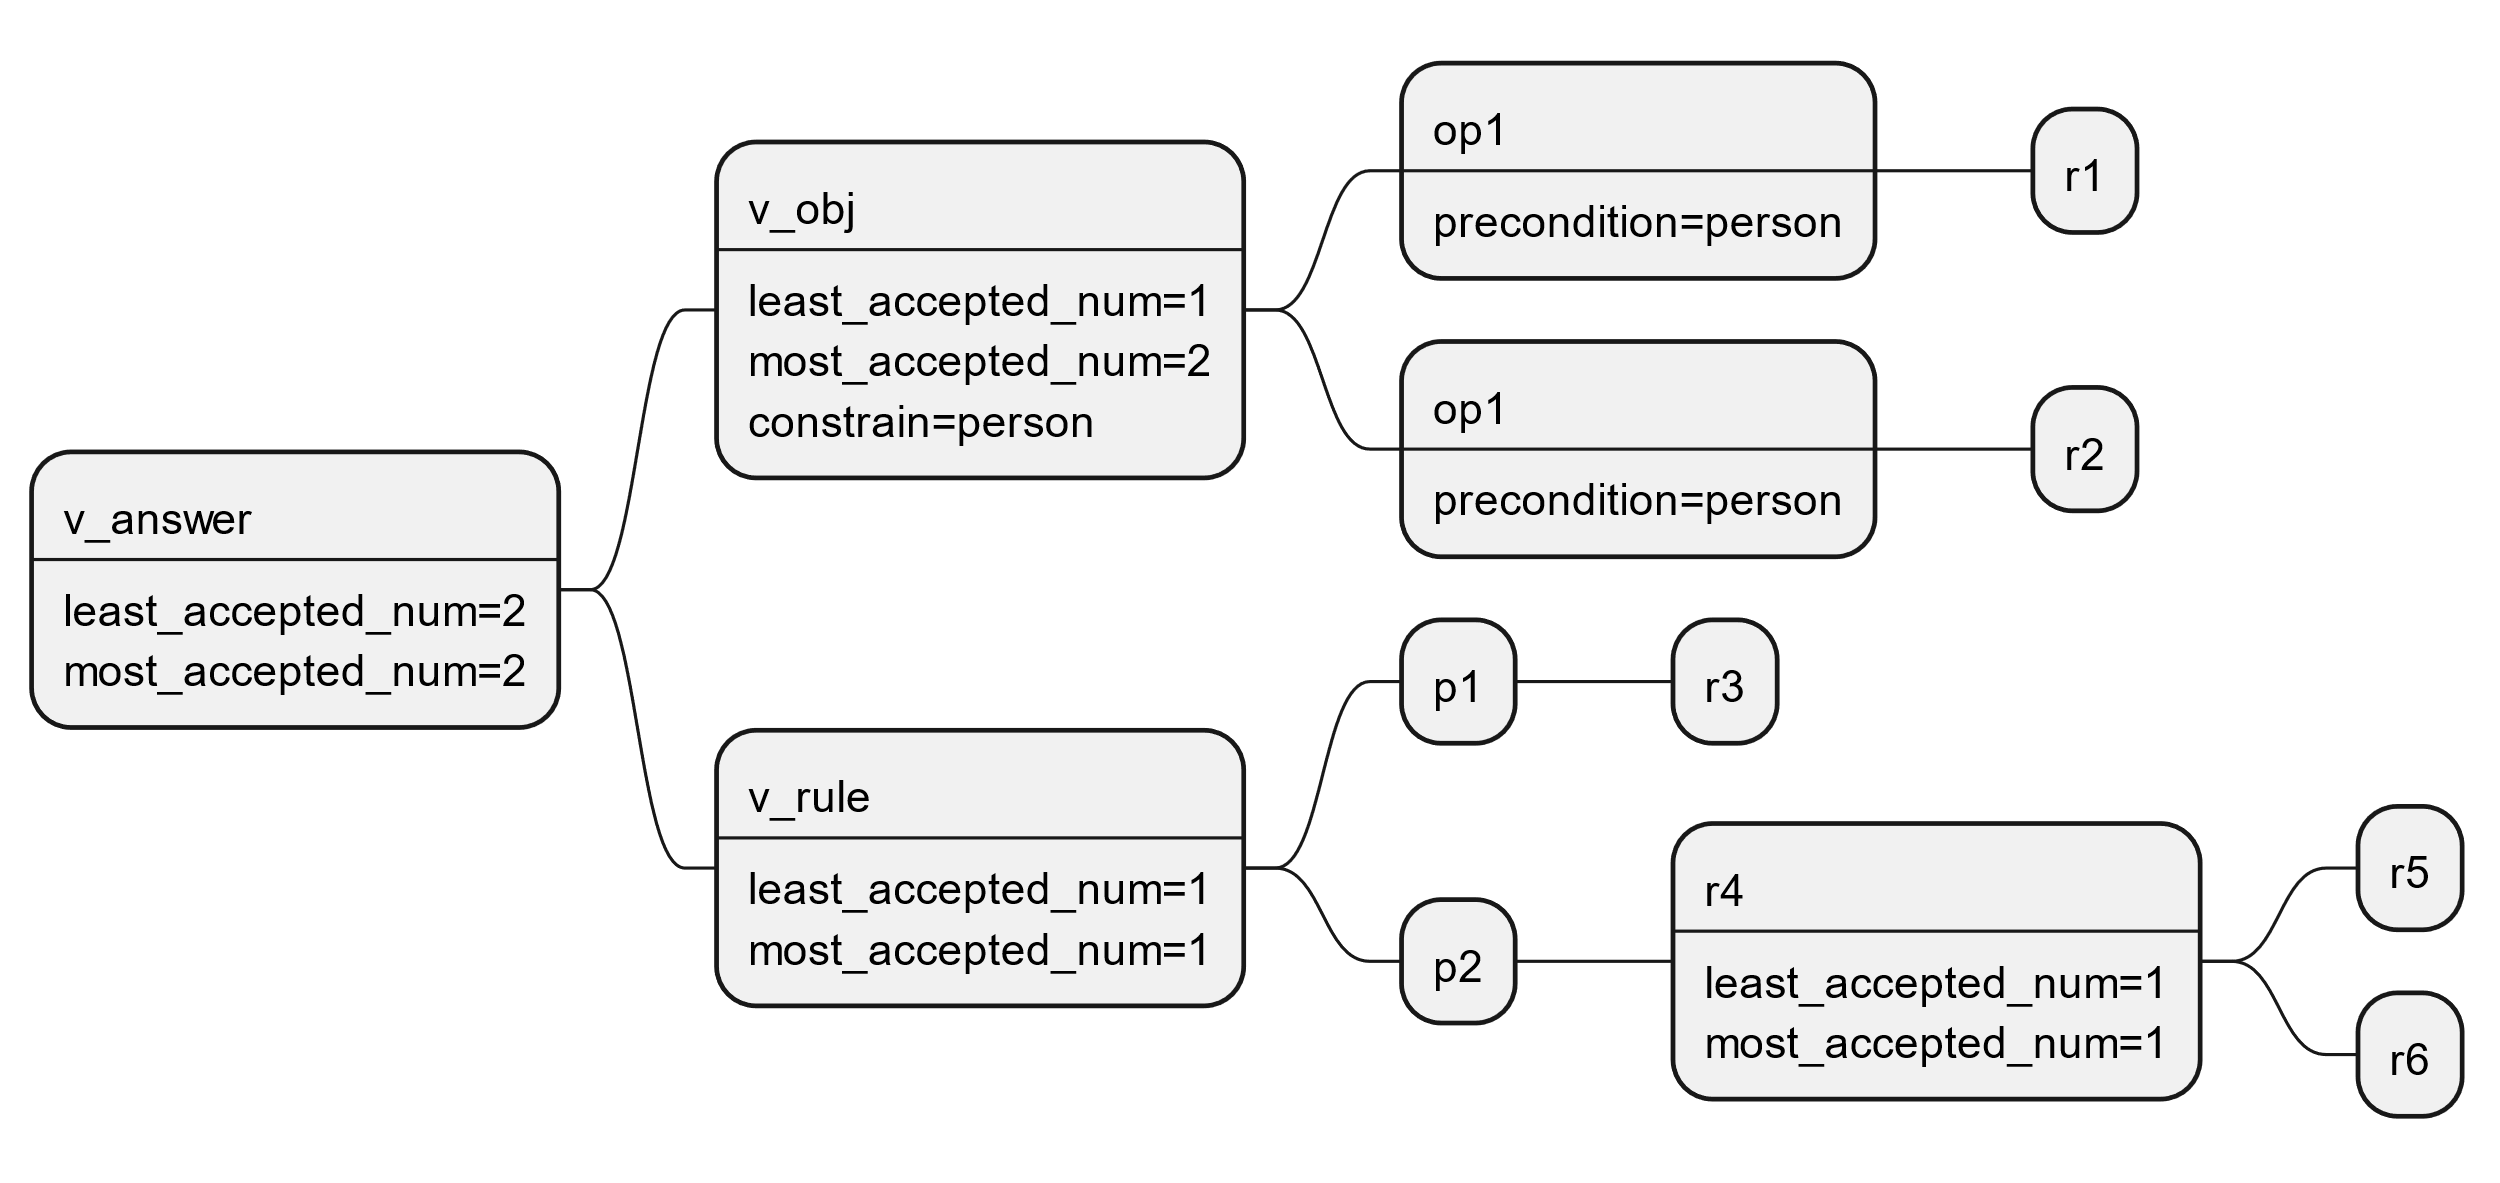 v_answer
least_accepted_num=2
most_accepted_num=2
v_obj
least_accepted_num=1
most_accepted_num=2
constrain=person
op1
precondition=person
r1
op1
precondition=person
r2
v_rule
least_accepted_num=1
most_accepted_num=1
p1
r3
p2
r4
least_accepted_num=1
most_accepted_num=1
r5
r6